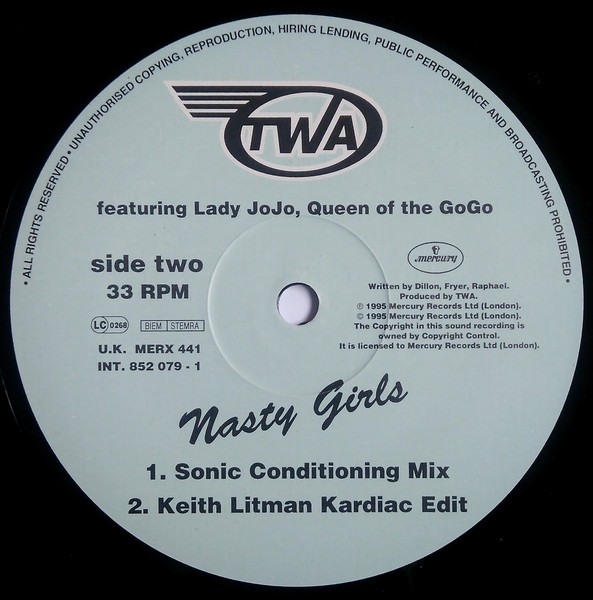 • ALL RIGHTS RESERVED • UNAUTHORISED COPYING, REPRODUCTION, HIRING LENDING, PUBLIC PERFORMANCE AND BROADCASTING PROHIBITED •
TWA
featuring Lady JoJo, Queen of the GoGo
side two
33 RPM
LC 0268
BIEM STEMRA
U.K. MERX 441
INT. 852 079 - 1
mercury
Written by Dillon, Fryer, Raphael.
Produced by TWA.
℗ 1995 Mercury Records Ltd (London).
© 1995 Mercury Records Ltd (London).
The Copyright in this sound recording is
owned by Copyright Control.
It is licensed to Mercury Records Ltd (London).
Nasty Girls
1. Sonic Conditioning Mix
2. Keith Litman Kardiac Edit